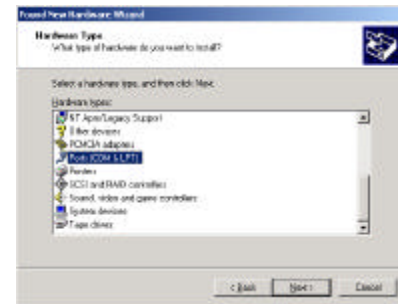 Found New Hardware Wizard
Hardware Type
What type of hardware do you want to install?
Select a hardware type, and then click Next.
Hardware types:
NT Apm/Legacy Support
Other devices
PCMCIA adapters
Ports (COM & LPT)
Printers
SCSI and RAID controllers
Sound, video and game controllers
System devices
Tape drives
< Back
Next >
Cancel